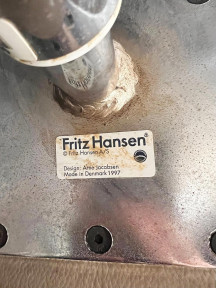 Fritz Hansen®
© Fritz Hansen A/S
Design: Arne Jacobsen
Made in Denmark 1997